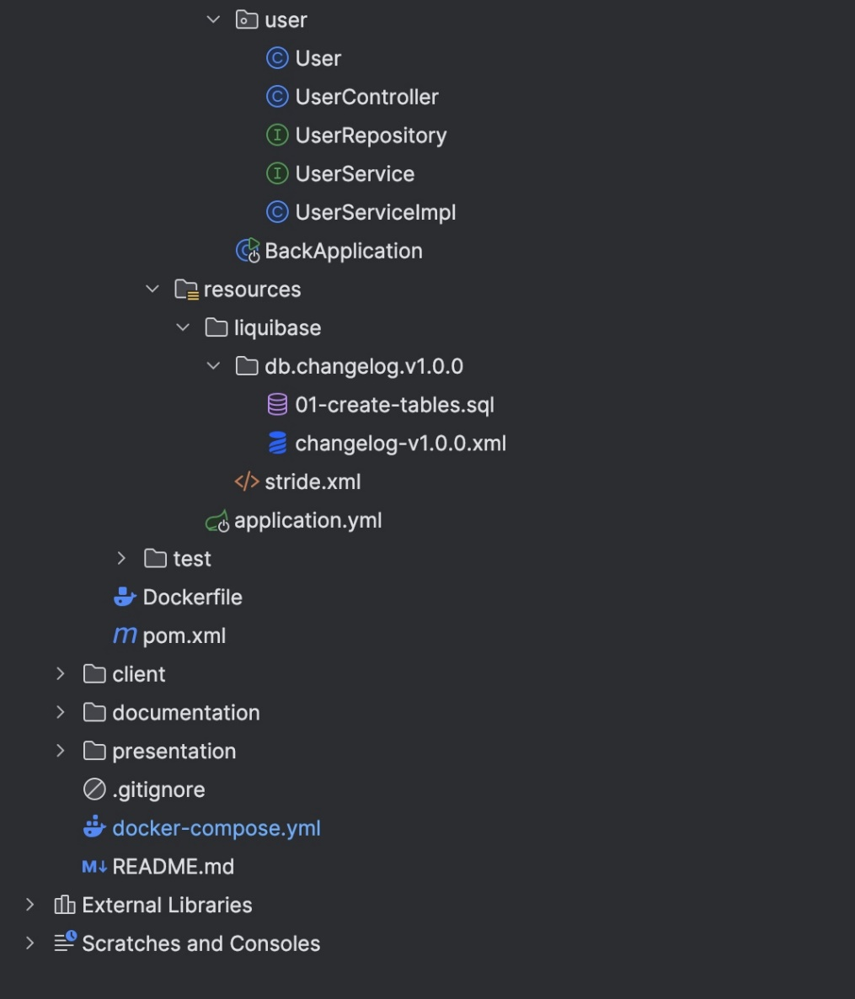 user
User
UserController
UserRepository
UserService
UserServiceImpl
BackApplication
resources
liquibase
db.changelog.v1.0.0
01-create-tables.sql
changelog-v1.0.0.xml
</> stride.xml
application.yml
test
Dockerfile
m pom.xml
client
documentation
presentation
.gitignore
docker-compose.yml
M↓ README.md
External Libraries
Scratches and Consoles